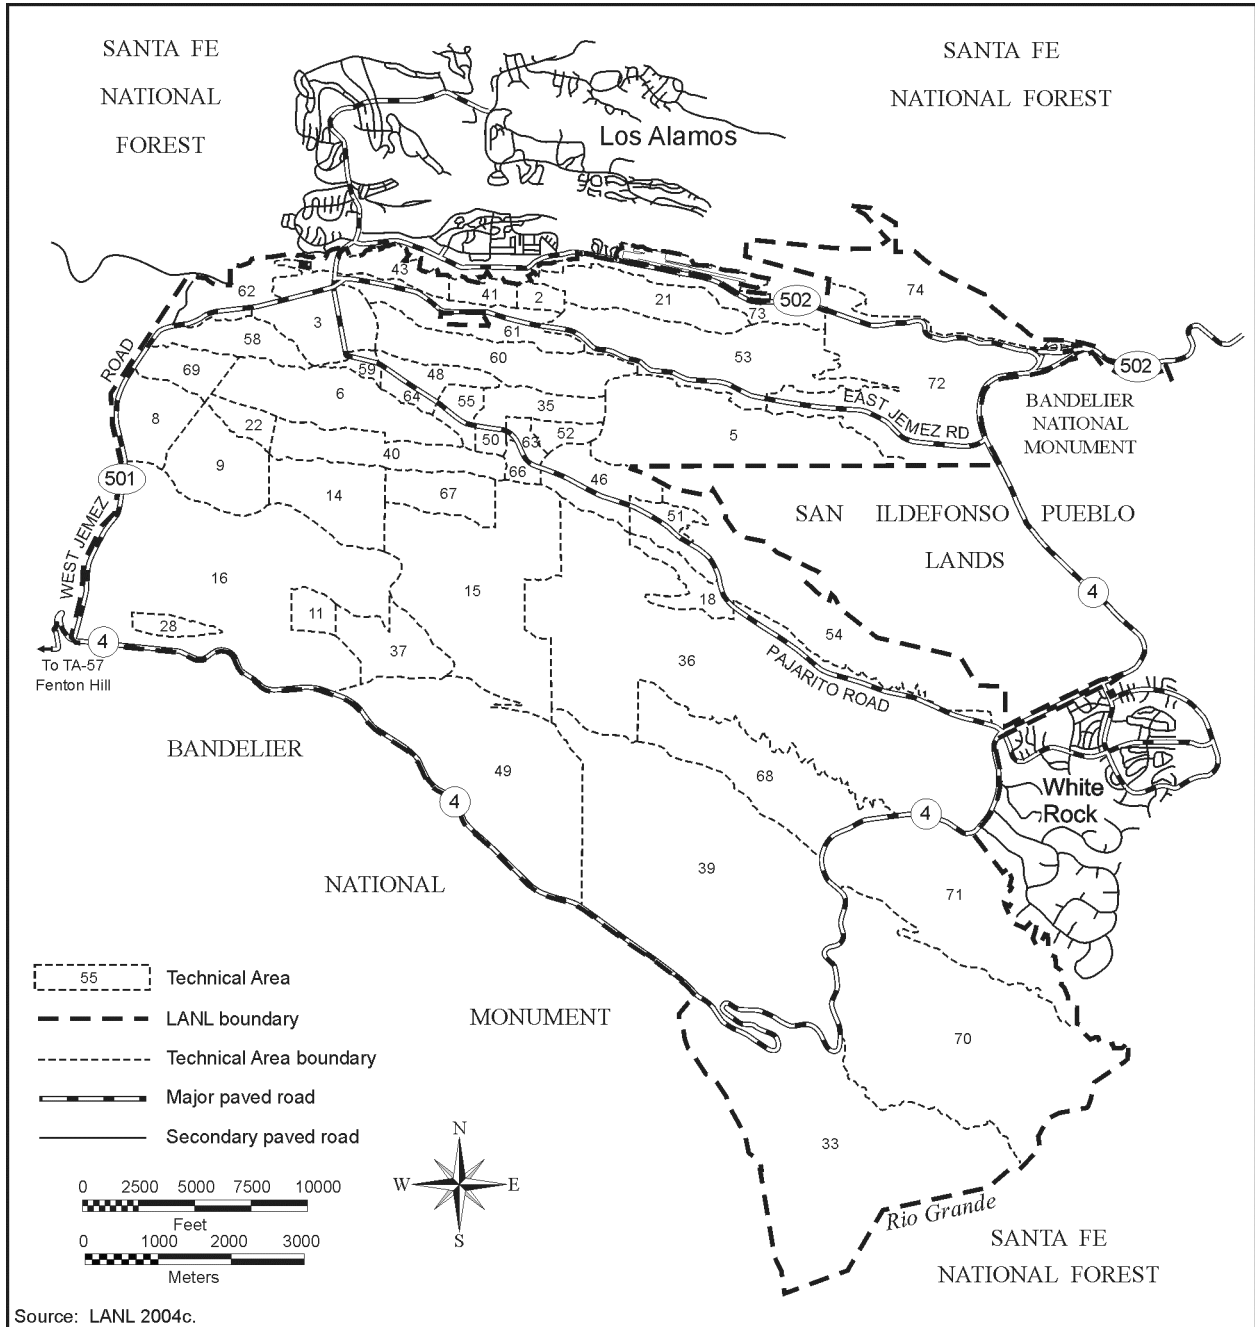 SANTA FE
NATIONAL
FOREST
SANTA FE
NATIONAL FOREST
Los Alamos
43
62
41
2
21
73
502
74
3
58
61
60
53
502
ROAD
69
59
48
72
6
64
55
35
EAST JEMEZ RD
BANDELIER
NATIONAL
MONUMENT
8
22
50
63
52
5
40
9
66
46
501
14
67
51
SAN ILDEFONSO PUEBLO
LANDS
WEST JEMEZ
16
15
18
4
11
28
54
4
37
36
To TA-57
Fenton Hill
PAJARITO ROAD
BANDELIER
49
68
White
Rock
4
4
39
NATIONAL
71
55 Technical Area
LANL boundary
MONUMENT
70
Technical Area boundary
Major paved road
Secondary paved road
33
N
W E
S
0 2500 5000 7500 10000
Feet
0 1000 2000 3000
Meters
Rio Grande
SANTA FE
NATIONAL FOREST
Source: LANL 2004c.